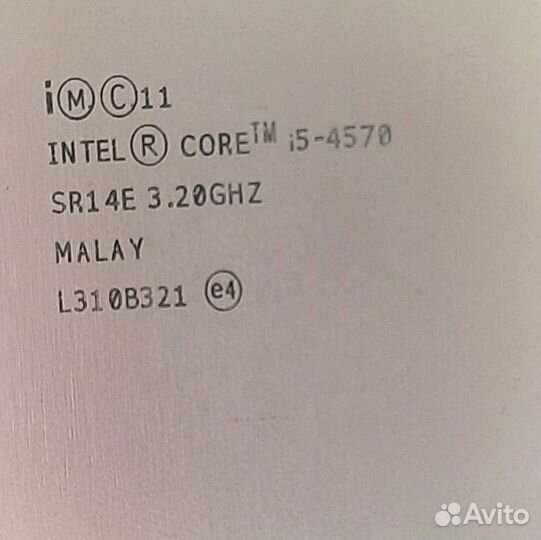 iⓂⒸ11
INTEL® CORE™ i5-4570
SR14E 3.20GHZ
MALAY
L310B321 e4
Avito